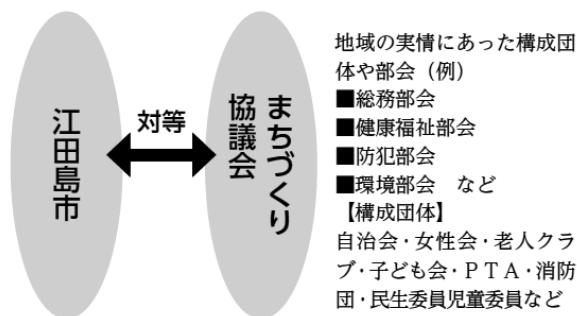 江田島市
対等
まちづくり
協議会
地域の実情にあった構成団
体や部会（例）
■総務部会
■健康福祉部会
■防犯部会
■環境部会　など
【構成団体】
自治会・女性会・老人クラ
ブ・子ども会・ＰＴＡ・消防
団・民生委員児童委員など